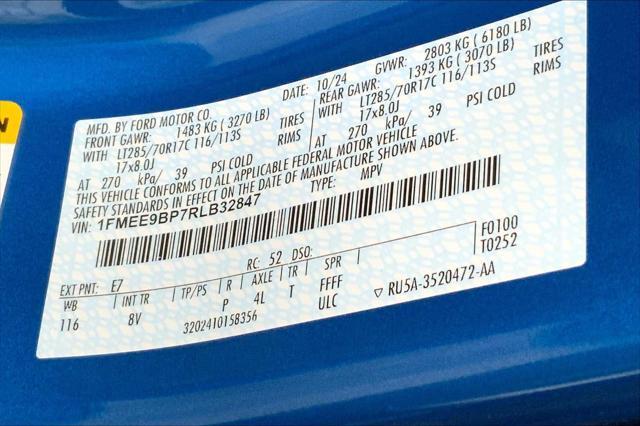 MFD. BY FORD MOTOR CO. DATE: 10/24 GVWR: 2803 KG ( 6180 LB)
FRONT GAWR: 1483 KG ( 3270 LB) REAR GAWR: 1393 KG ( 3070 LB)
WITH LT285/70R17C 116/113S TIRES WITH LT285/70R17C 116/113S TIRES
17x8.0J RIMS 17x8.0J RIMS
AT 270 kPa/ 39 PSI COLD AT 270 kPa/ 39 PSI COLD
THIS VEHICLE CONFORMS TO ALL APPLICABLE FEDERAL MOTOR VEHICLE
SAFETY STANDARDS IN EFFECT ON THE DATE OF MANUFACTURE SHOWN ABOVE.
VIN: 1FMEE9BP7RLB32847 TYPE: MPV
F0100
T0252
EXT PNT: E7 RC: 52 DSO:
WB INT TR TP/PS R AXLE TR SPR
116 8V P 4L T FFFF
ULC
3202410158356 ▽ RU5A-3520472-AA
N